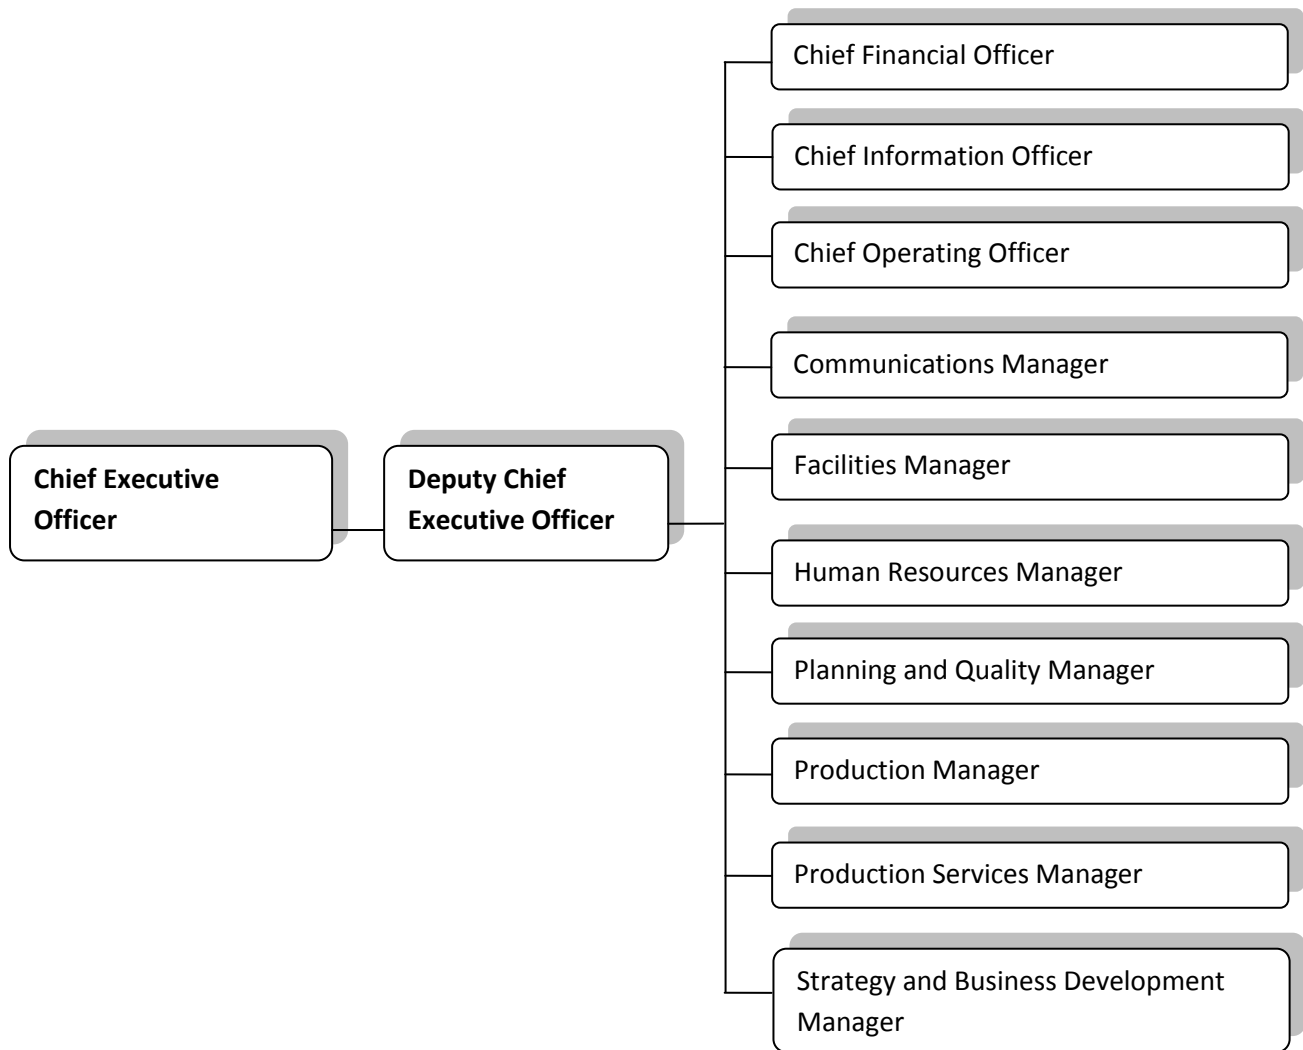 Chief Financial Officer
Chief Information Officer
Chief Operating Officer
Communications Manager
Chief Executive
Officer
Deputy Chief
Executive Officer
Facilities Manager
Human Resources Manager
Planning and Quality Manager
Production Manager
Production Services Manager
Strategy and Business Development
Manager